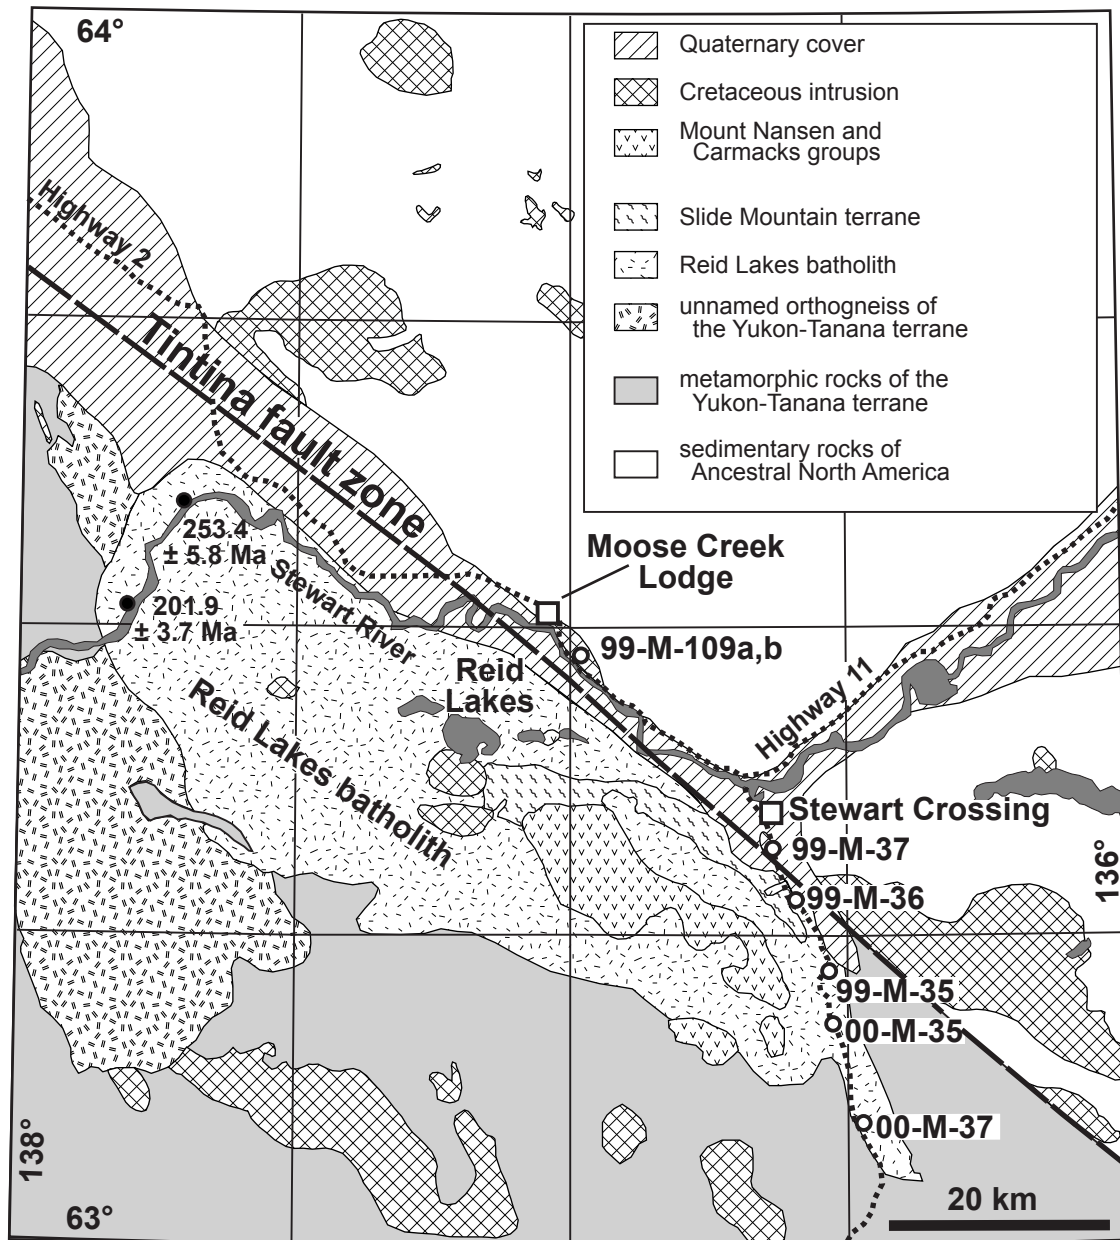 64°
Quaternary cover
Cretaceous intrusion
Mount Nansen and
Carmacks groups
Slide Mountain terrane
Reid Lakes batholith
unnamed orthogneiss of
the Yukon-Tanana terrane
metamorphic rocks of the
Yukon-Tanana terrane
sedimentary rocks of
Ancestral North America
Highway 2
Tintina fault zone
253.4
± 5.8 Ma
201.9
± 3.7 Ma
Stewart River
Moose Creek
Lodge
99-M-109a,b
Reid
Lakes
Reid Lakes batholith
Highway 11
Stewart Crossing
99-M-37
99-M-36
136°
99-M-35
00-M-35
00-M-37
138°
63°
20 km